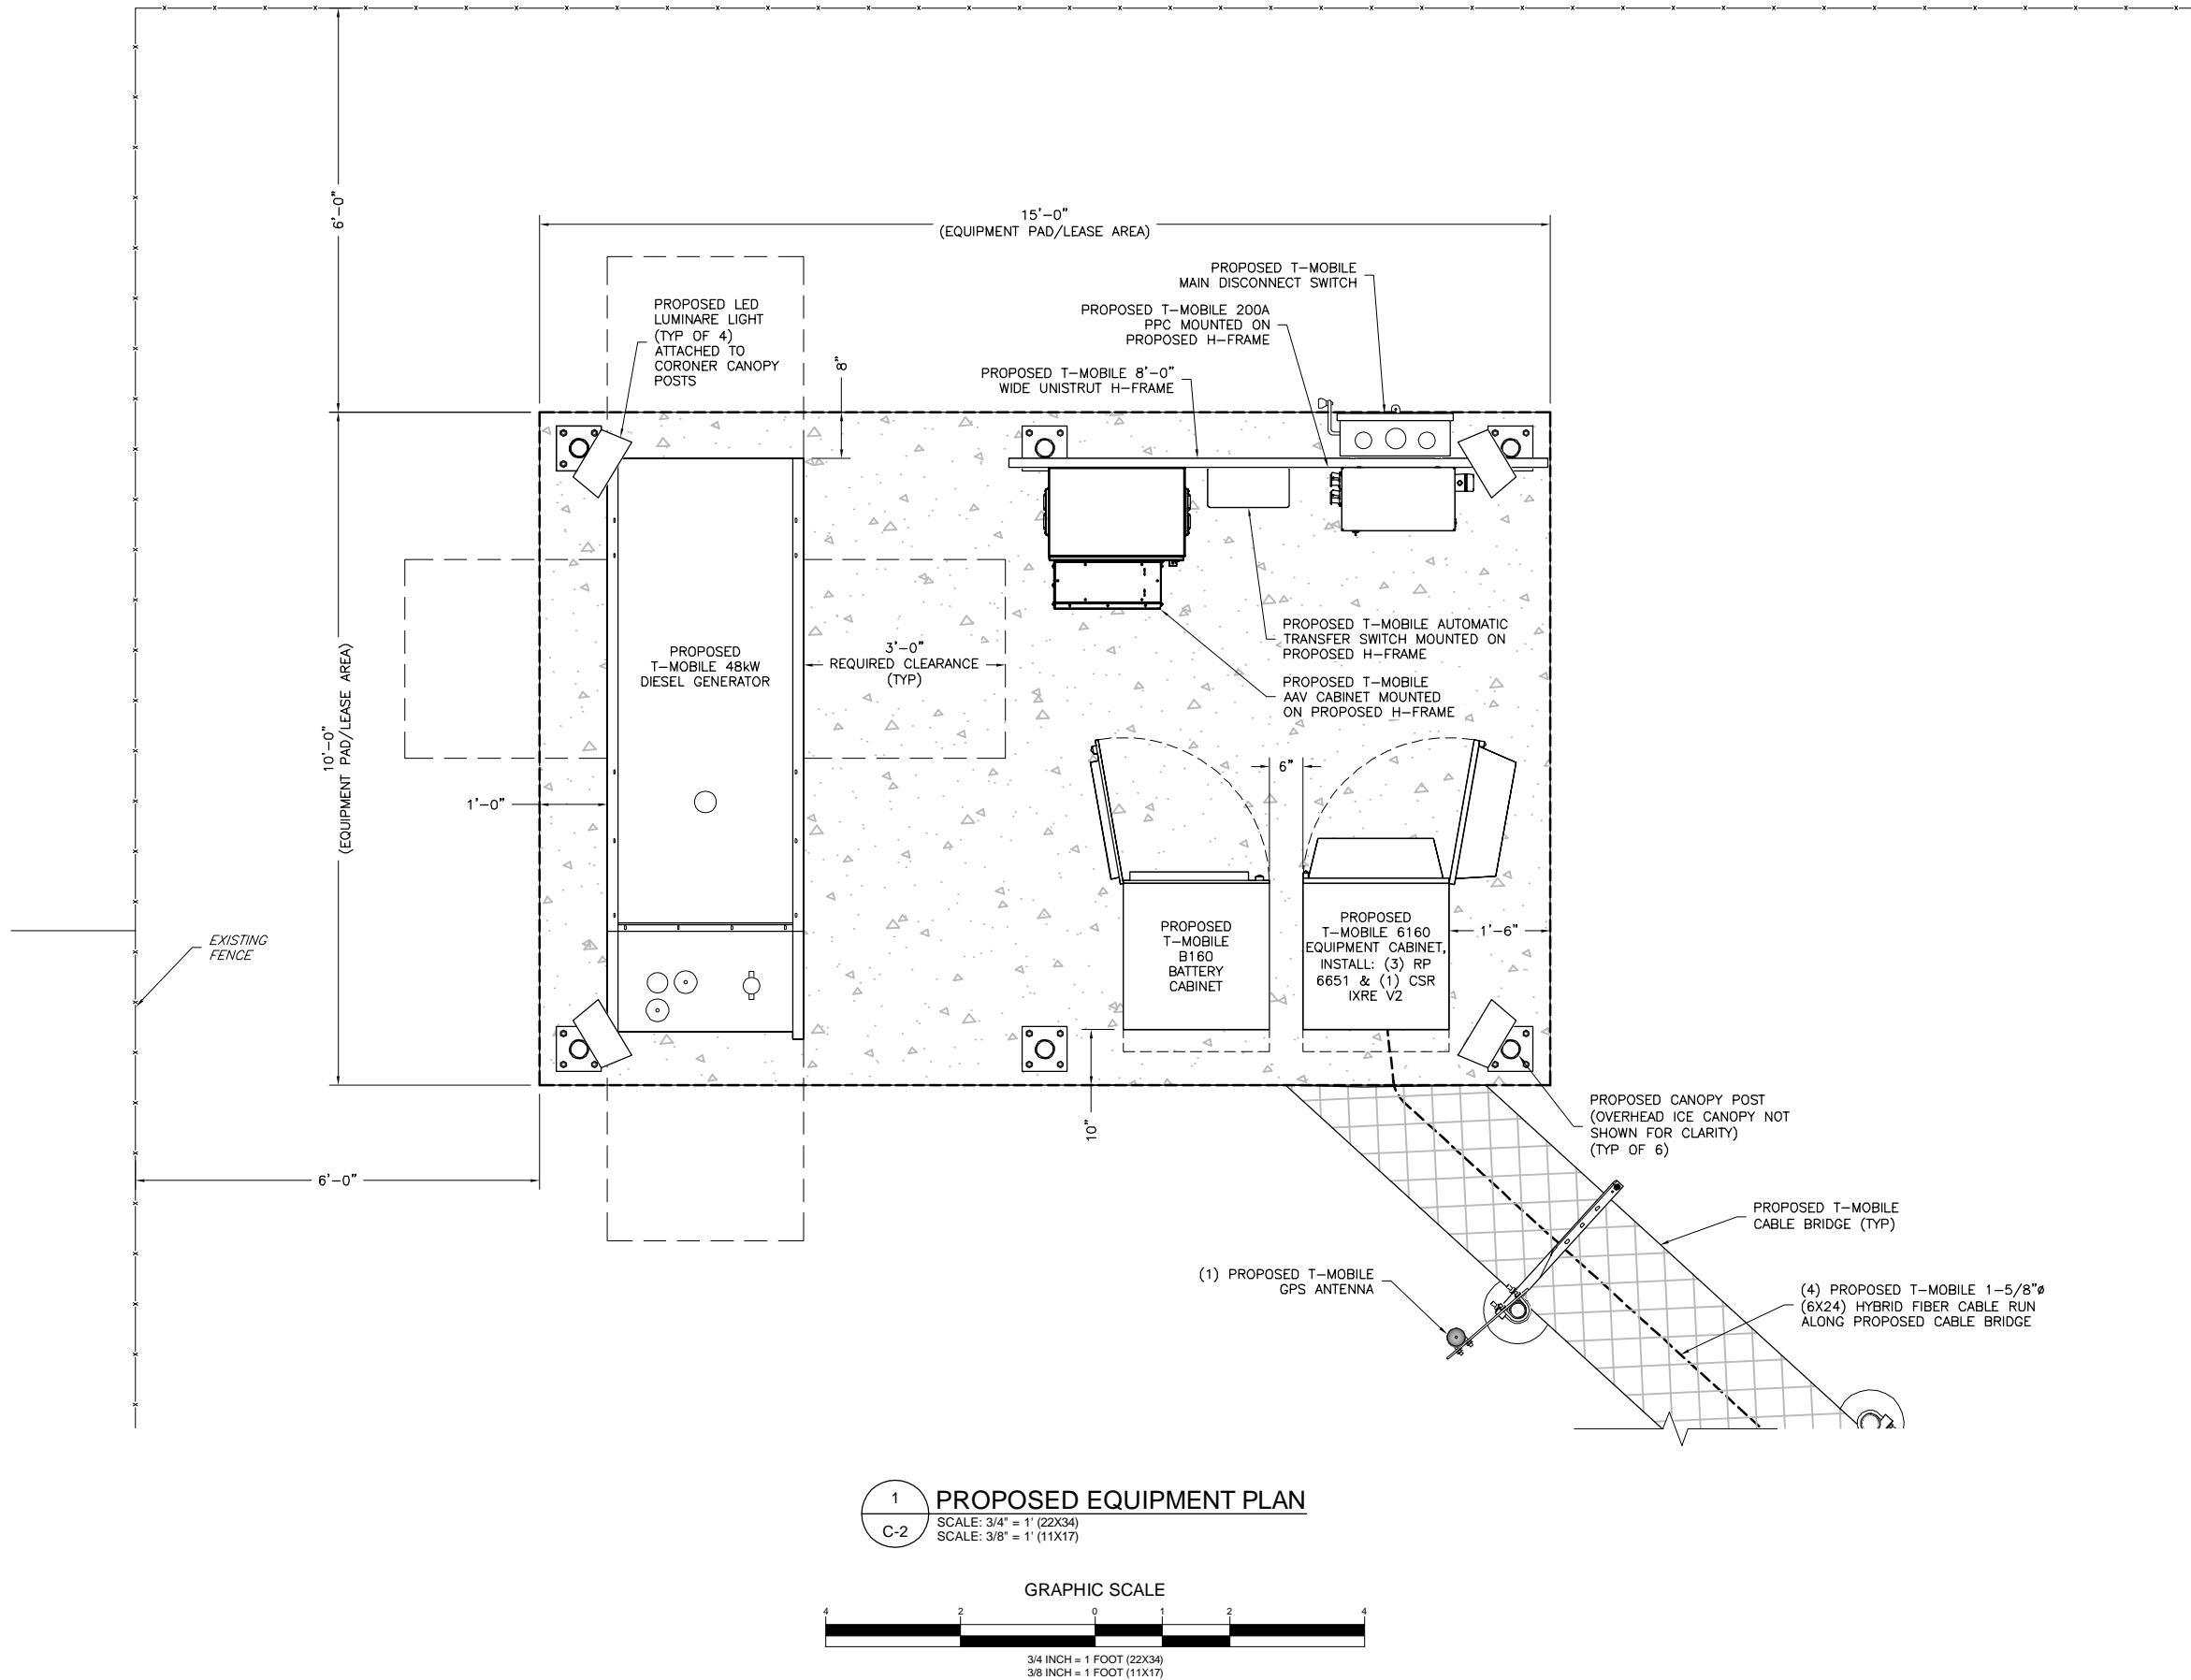 6'-0"
15'-0"
(EQUIPMENT PAD/LEASE AREA)
PROPOSED T-MOBILE
MAIN DISCONNECT SWITCH
PROPOSED LED
LUMINARE LIGHT
(TYP OF 4)
ATTACHED TO
CORONER CANOPY
POSTS
PROPOSED T-MOBILE 200A
PPC MOUNTED ON
PROPOSED H-FRAME
8"
PROPOSED T-MOBILE 8'-0"
WIDE UNISTRUT H-FRAME
PROPOSED T-MOBILE AUTOMATIC
TRANSFER SWITCH MOUNTED ON
PROPOSED H-FRAME
PROPOSED
T-MOBILE 48kW
DIESEL GENERATOR
3'-0"
REQUIRED CLEARANCE
(TYP)
PROPOSED T-MOBILE
AAV CABINET MOUNTED
ON PROPOSED H-FRAME
10'-0"
(EQUIPMENT PAD/LEASE AREA)
6"
1'-0"
EXISTING
FENCE
PROPOSED
T-MOBILE
B160
BATTERY
CABINET
PROPOSED
T-MOBILE 6160
EQUIPMENT CABINET,
INSTALL: (3) RP
6651 & (1) CSR
IXRE V2
1'-6"
10"
PROPOSED CANOPY POST
(OVERHEAD ICE CANOPY NOT
SHOWN FOR CLARITY)
(TYP OF 6)
6'-0"
PROPOSED T-MOBILE
CABLE BRIDGE (TYP)
(1) PROPOSED T-MOBILE
GPS ANTENNA
(4) PROPOSED T-MOBILE 1-5/8"ø
(6X24) HYBRID FIBER CABLE RUN
ALONG PROPOSED CABLE BRIDGE
1
C-2
PROPOSED EQUIPMENT PLAN
SCALE: 3/4" = 1' (22X34)
SCALE: 3/8" = 1' (11X17)
GRAPHIC SCALE
4 2 0 1 2 4
3/4 INCH = 1 FOOT (22X34)
3/8 INCH = 1 FOOT (11X17)